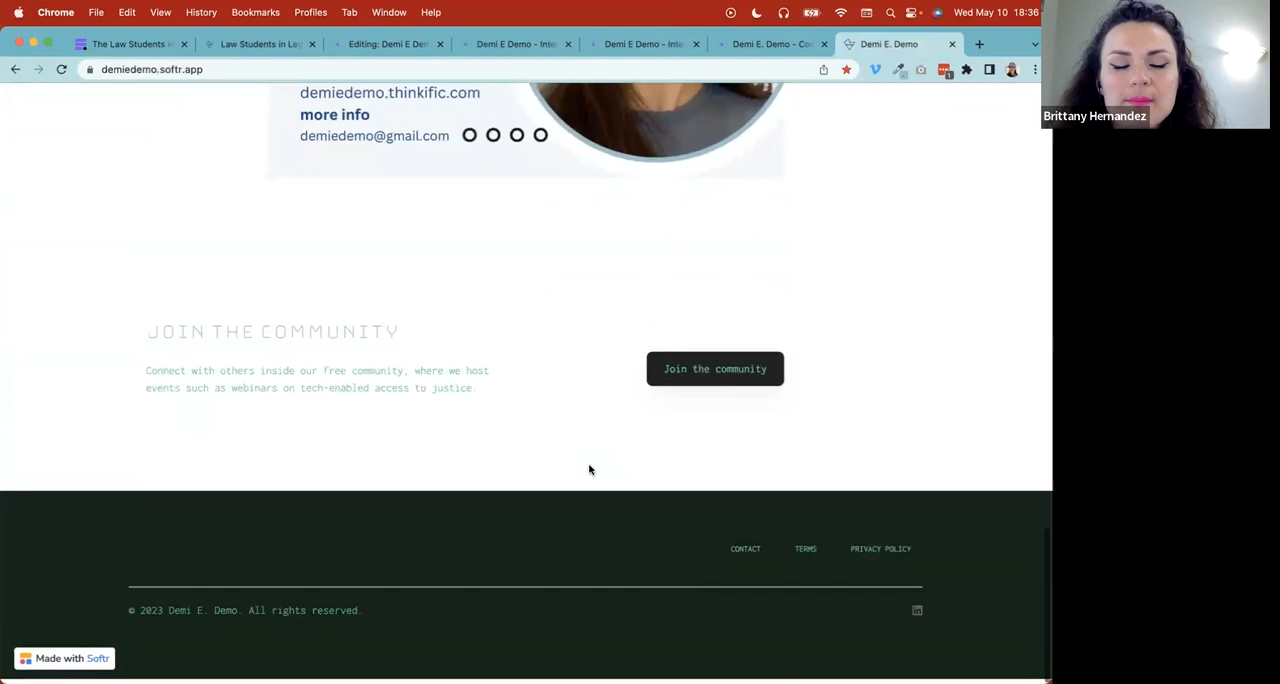 Chrome File Edit View History Bookmarks Profiles Tab Window Help Wed May 10 18:36
The Law Students i
Law Students in Leg
Editing: Demi E Dem
Demi E Demo - Inte
Demi E Demo - Inte
Demi E. Demo - Co
Demi E. Demo
demiedemo.softr.app
Brittany Hernandez
demiedemo.thinkific.com
more info
demiedemo@gmail.com
JOIN THE COMMUNITY
Connect with others inside our free community, where we host
events such as webinars on tech-enabled access to justice.
Join the community
CONTACT TERMS PRIVACY POLICY
© 2023 Demi E. Demo. All rights reserved.
Made with Softr